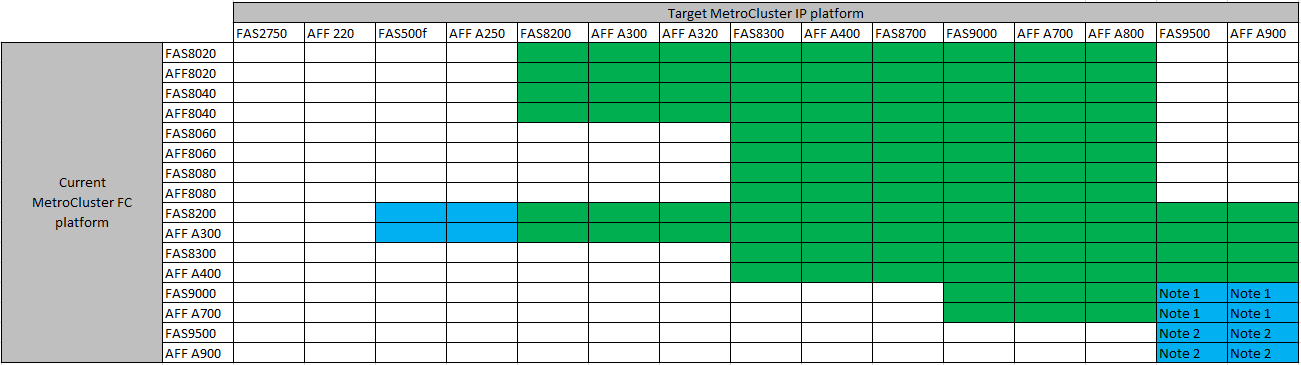 Target MetroCluster IP platform
FAS2750 AFF 220 FAS500f AFF A250 FAS8200 AFF A300 AFF A320 FAS8300 AFF A400 FAS8700 FAS9000 AFF A700 AFF A800 FAS9500 AFF A900
Current
MetroCluster FC
platform
FAS8020
AFF8020
FAS8040
AFF8040
FAS8060
AFF8060
FAS8080
AFF8080
FAS8200
AFF A300
FAS8300
AFF A400
FAS9000 Note 1 Note 1
AFF A700 Note 1 Note 1
FAS9500 Note 2 Note 2
AFF A900 Note 2 Note 2